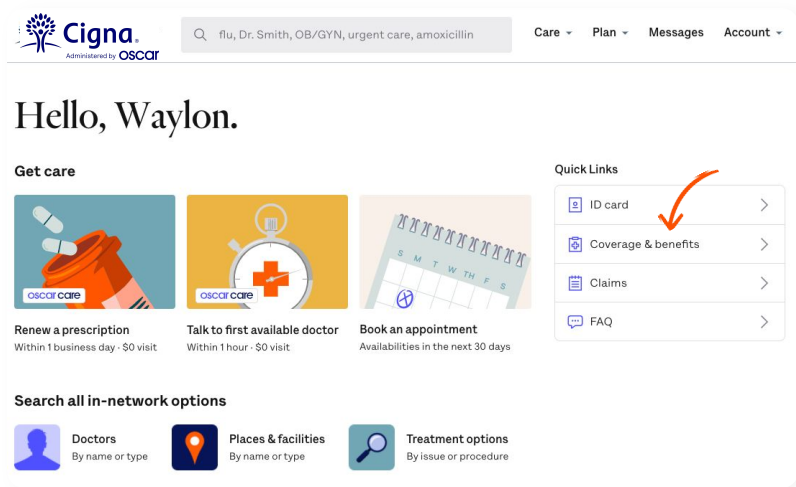 Cigna®
Administered by oscar
flu, Dr. Smith, OB/GYN, urgent care, amoxicillin
Care
Plan
Messages
Account
Hello, Waylon.
Get care
oscar care
oscar care
S M T W TH F S
Renew a prescription
Within 1 business day · $0 visit
Talk to first available doctor
Within 1 hour · $0 visit
Book an appointment
Availabilities in the next 30 days
Quick Links
ID card
Coverage & benefits
Claims
FAQ
Search all in-network options
Doctors
By name or type
Places & facilities
By name or type
Treatment options
By issue or procedure